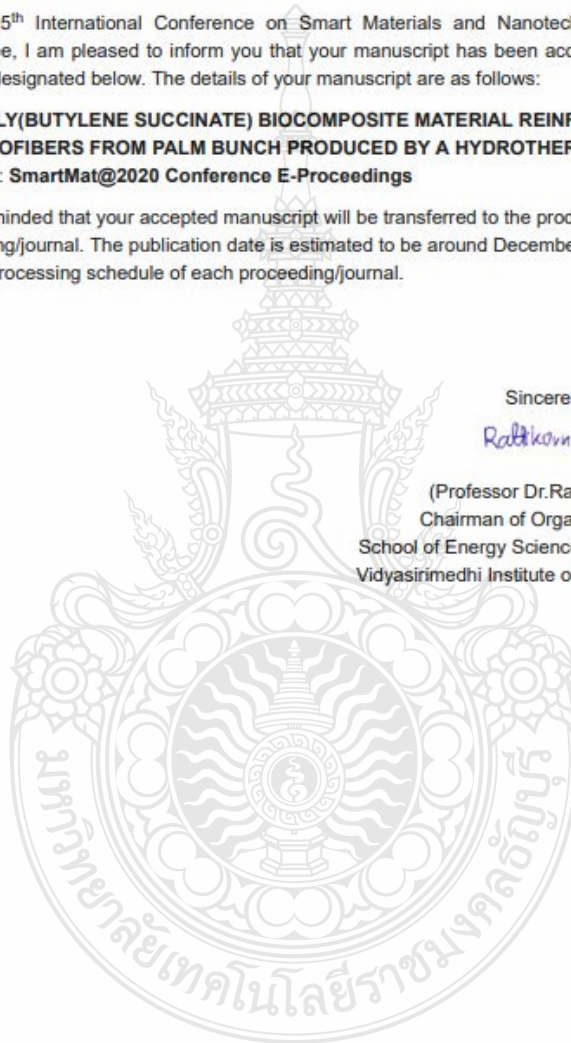 5th International Conference on Smart Materials and Nanotec
e, I am pleased to inform you that your manuscript has been acc
designated below. The details of your manuscript are as follows:
LY(BUTYLENE SUCCINATE) BIOCOMPOSITE MATERIAL REINF
OFIBERS FROM PALM BUNCH PRODUCED BY A HYDROTHER
: SmartMat@2020 Conference E-Proceedings
minded that your accepted manuscript will be transferred to the prod
ng/journal. The publication date is estimated to be around Decembe
rocessing schedule of each proceeding/journal.
Sincere
Rattikorn
(Professor Dr.Ra
Chairman of Orga
School of Energy Science
Vidyasirimedhi Institute o
มหาวิทยาลัยเทคโนโลยีราชมงคลธัญบุรี